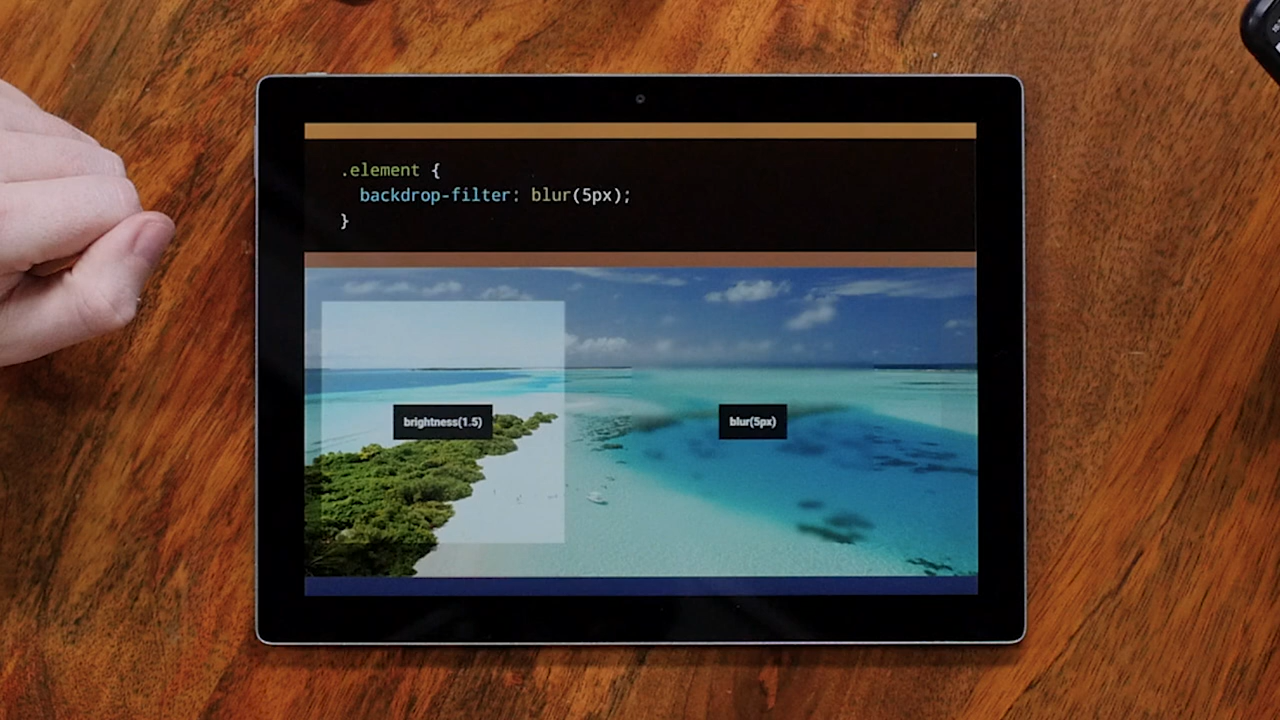 .element {
backdrop-filter: blur(5px);
}
brightness(1.5)
blur(5px)